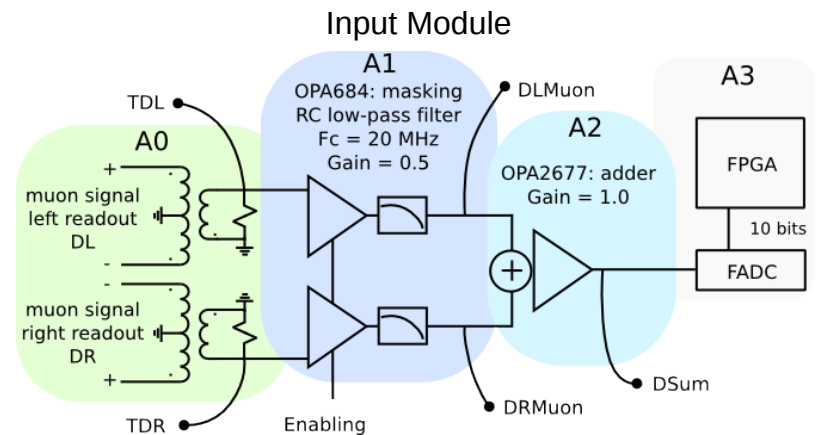 Input Module
A1
OPA684: masking
RC low-pass filter
Fc = 20 MHz
Gain = 0.5
TDL
DLMuon
A3
A0
A2
OPA2677: adder
Gain = 1.0
FPGA
+
muon signal
left readout
DL
-
10 bits
+
FADC
-
muon signal
right readout
DR
+
DSum
DRMuon
TDR
Enabling